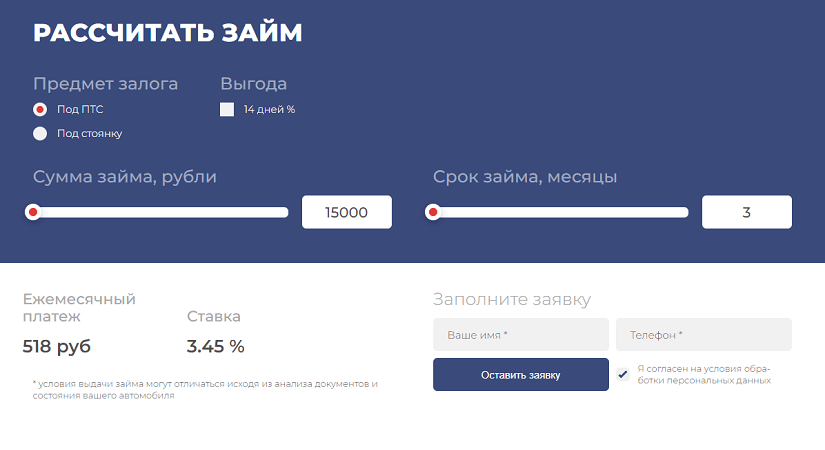 РАССЧИТАТЬ ЗАЙМ
Предмет залога
Под ПТС
Под стоянку
Выгода
14 дней %
Сумма займа, рубли
15000
Срок займа, месяцы
3
Ежемесячный
платеж
518 руб
Ставка
3.45 %
* условия выдачи займа могут отличаться исходя из анализа документов и
состояния вашего автомобиля
Заполните заявку
Ваше имя *
Телефон *
Оставить заявку
Я согласен на условия обра-
ботки персональных данных